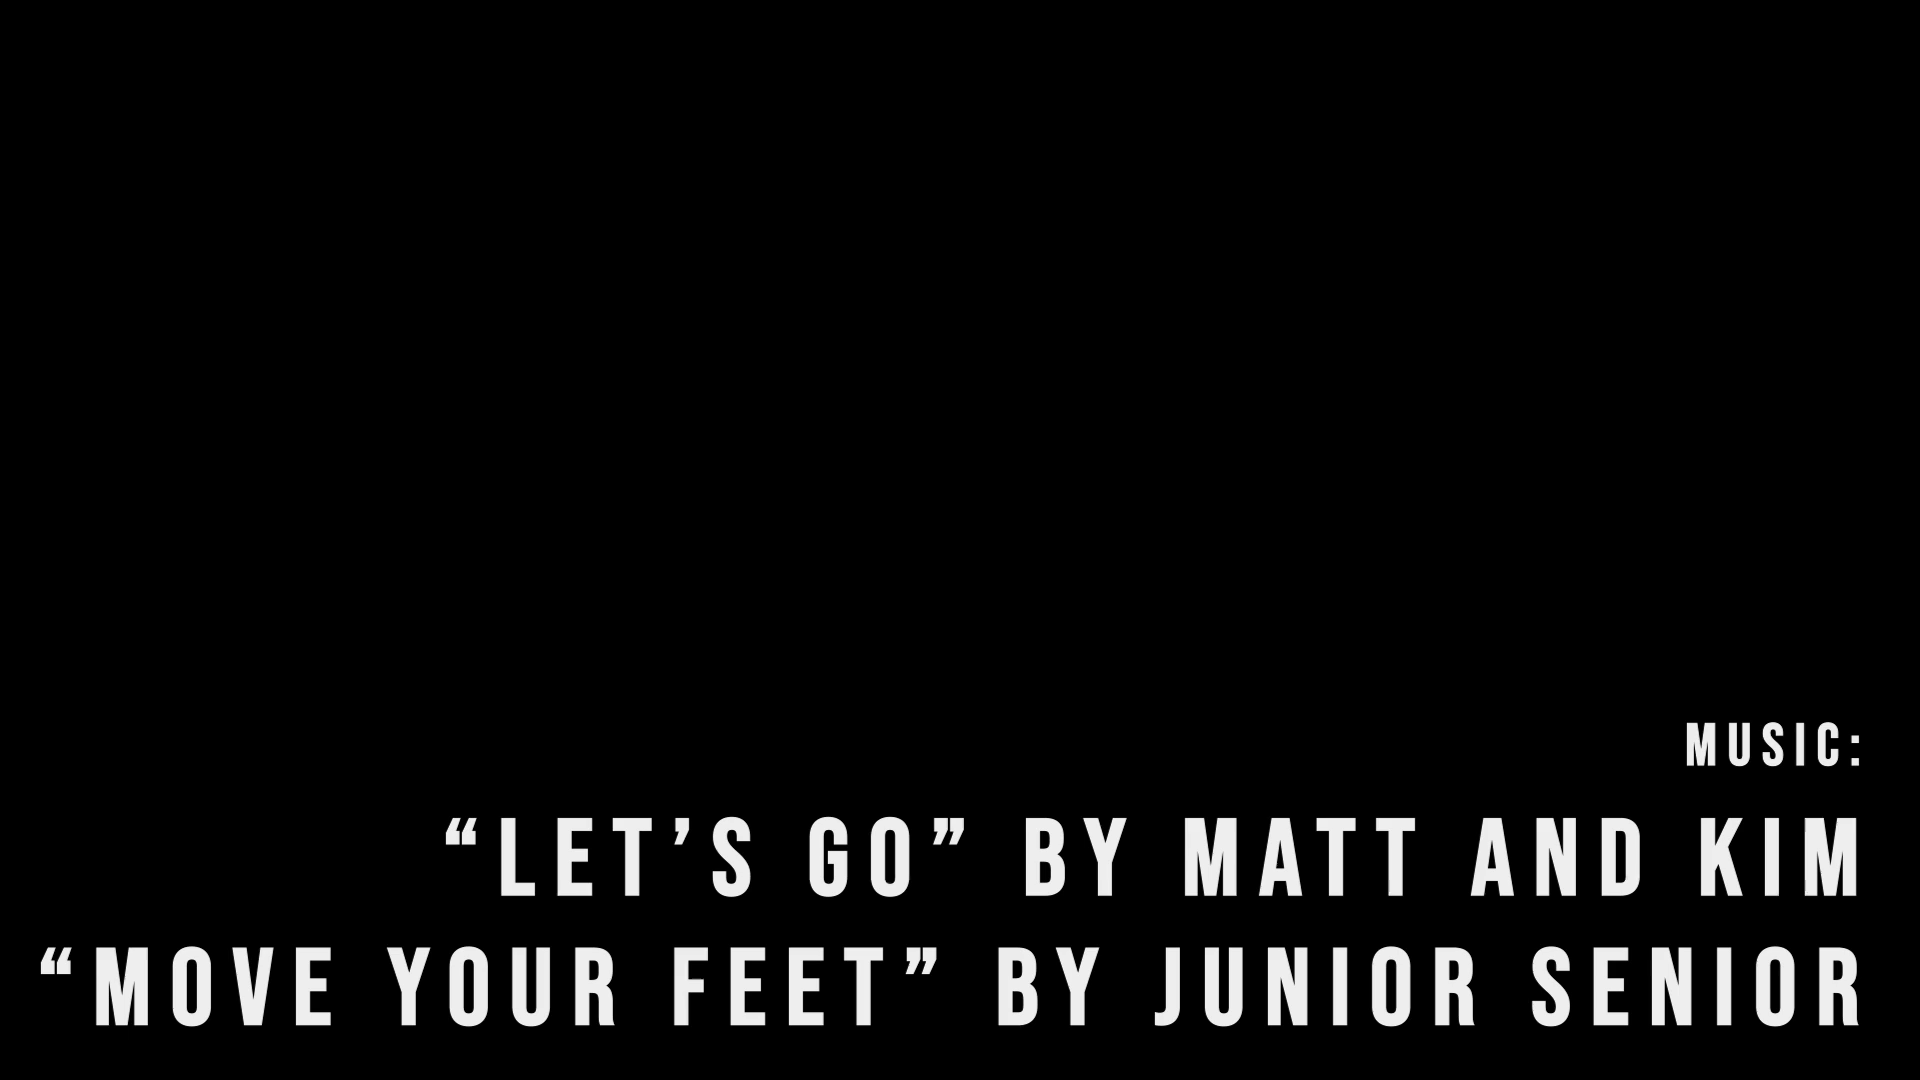 MUSIC:
“LET’S GO” BY MATT AND KIM
“MOVE YOUR FEET” BY JUNIOR SENIOR